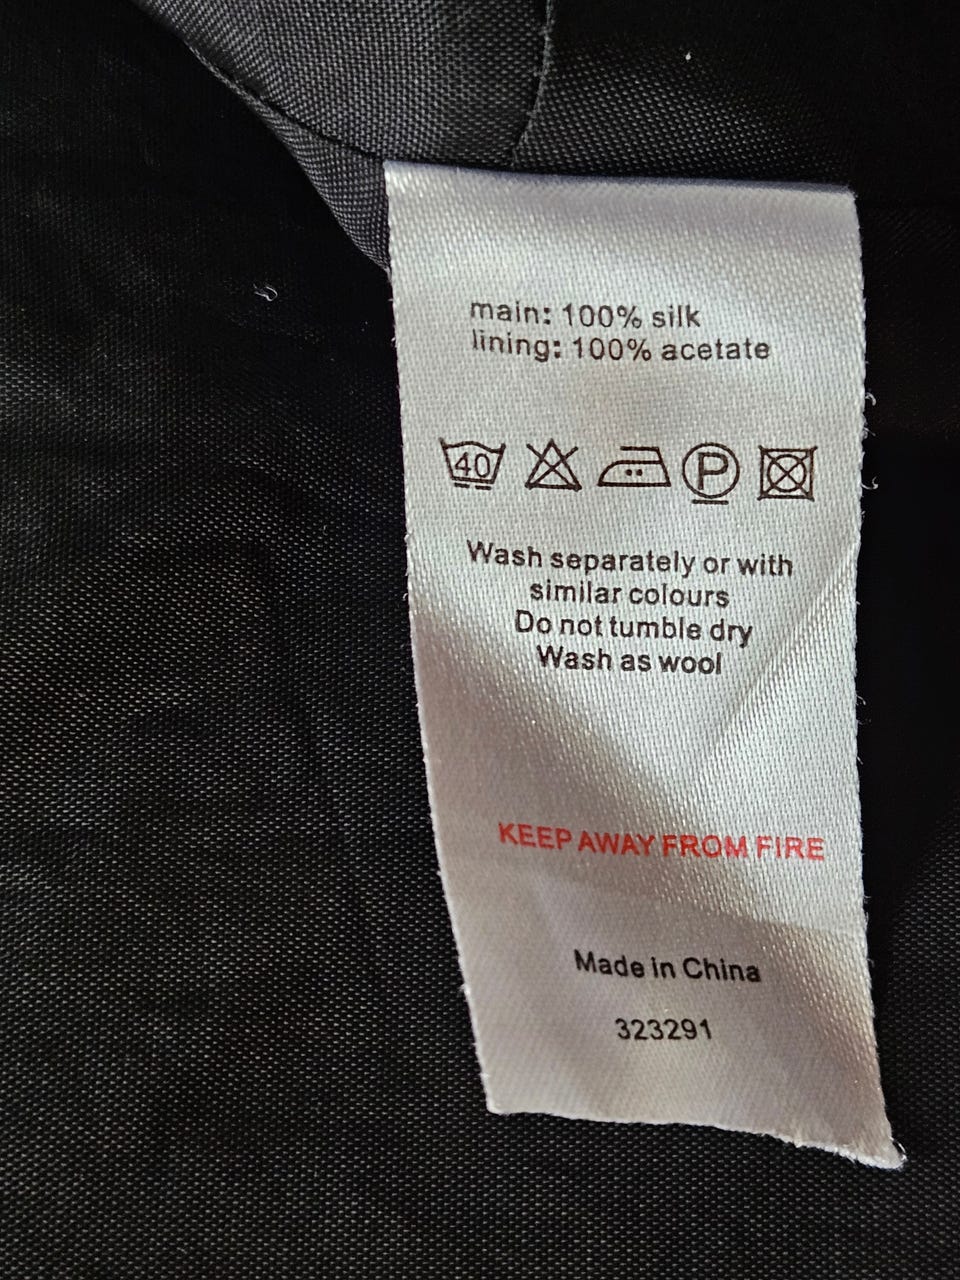 main: 100% silk
lining: 100% acetate
40 P
Wash separately or with
similar colours
Do not tumble dry
Wash as wool
KEEP AWAY FROM FIRE
Made in China
323291